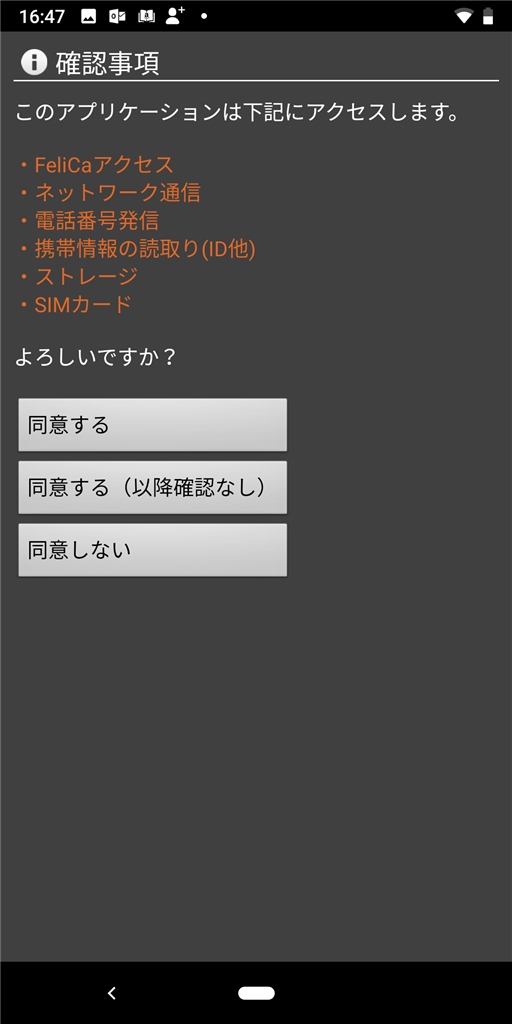 16:47
確認事項
このアプリケーションは下記にアクセスします。
・FeliCaアクセス
・ネットワーク通信
・電話番号発信
・携帯情報の読取り(ID他)
・ストレージ
・SIMカード
よろしいですか？
同意する
同意する（以降確認なし）
同意しない